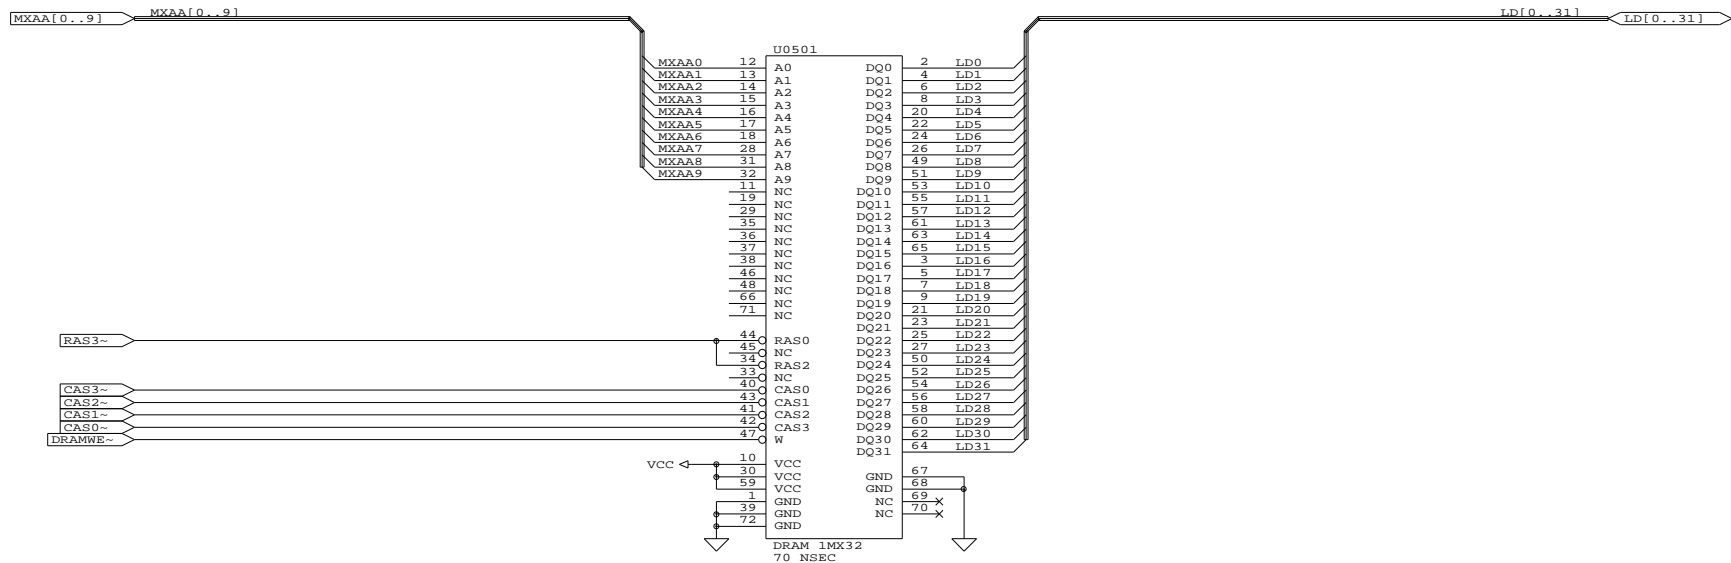 MXAA[0..9] MXAA[0..9] LD[0..31] LD[0..31]
U0501
MXAA0 12 A0 DQ0 2 LD0
MXAA1 13 A1 DQ1 4 LD1
MXAA2 14 A2 DQ2 6 LD2
MXAA3 15 A3 DQ3 8 LD3
MXAA4 16 A4 DQ4 20 LD4
MXAA5 17 A5 DQ5 22 LD5
MXAA6 18 A6 DQ6 24 LD6
MXAA7 28 A7 DQ7 26 LD7
MXAA8 31 A8 DQ8 49 LD8
MXAA9 32 A9 DQ9 51 LD9
11 NC DQ10 53 LD10
19 NC DQ11 55 LD11
29 NC DQ12 57 LD12
35 NC DQ13 61 LD13
36 NC DQ14 63 LD14
37 NC DQ15 65 LD15
38 NC DQ16 3 LD16
46 NC DQ17 5 LD17
48 NC DQ18 7 LD18
66 NC DQ19 9 LD19
71 NC DQ20 21 LD20
DQ21 23 LD21
RAS3~ 44 RAS0 DQ22 25 LD22
45 NC DQ23 27 LD23
34 RAS2 DQ24 50 LD24
33 NC DQ25 52 LD25
CAS3~ 40 CAS0 DQ26 54 LD26
CAS2~ 43 CAS1 DQ27 56 LD27
CAS1~ 41 CAS2 DQ28 58 LD28
CAS0~ 42 CAS3 DQ29 60 LD29
DRAMWE~ 47 W DQ30 62 LD30
DQ31 64 LD31
VCC 10 VCC
30 VCC GND 67
59 VCC GND 68
1 GND NC 69
39 GND NC 70
72 GND
DRAM 1MX32
70 NSEC